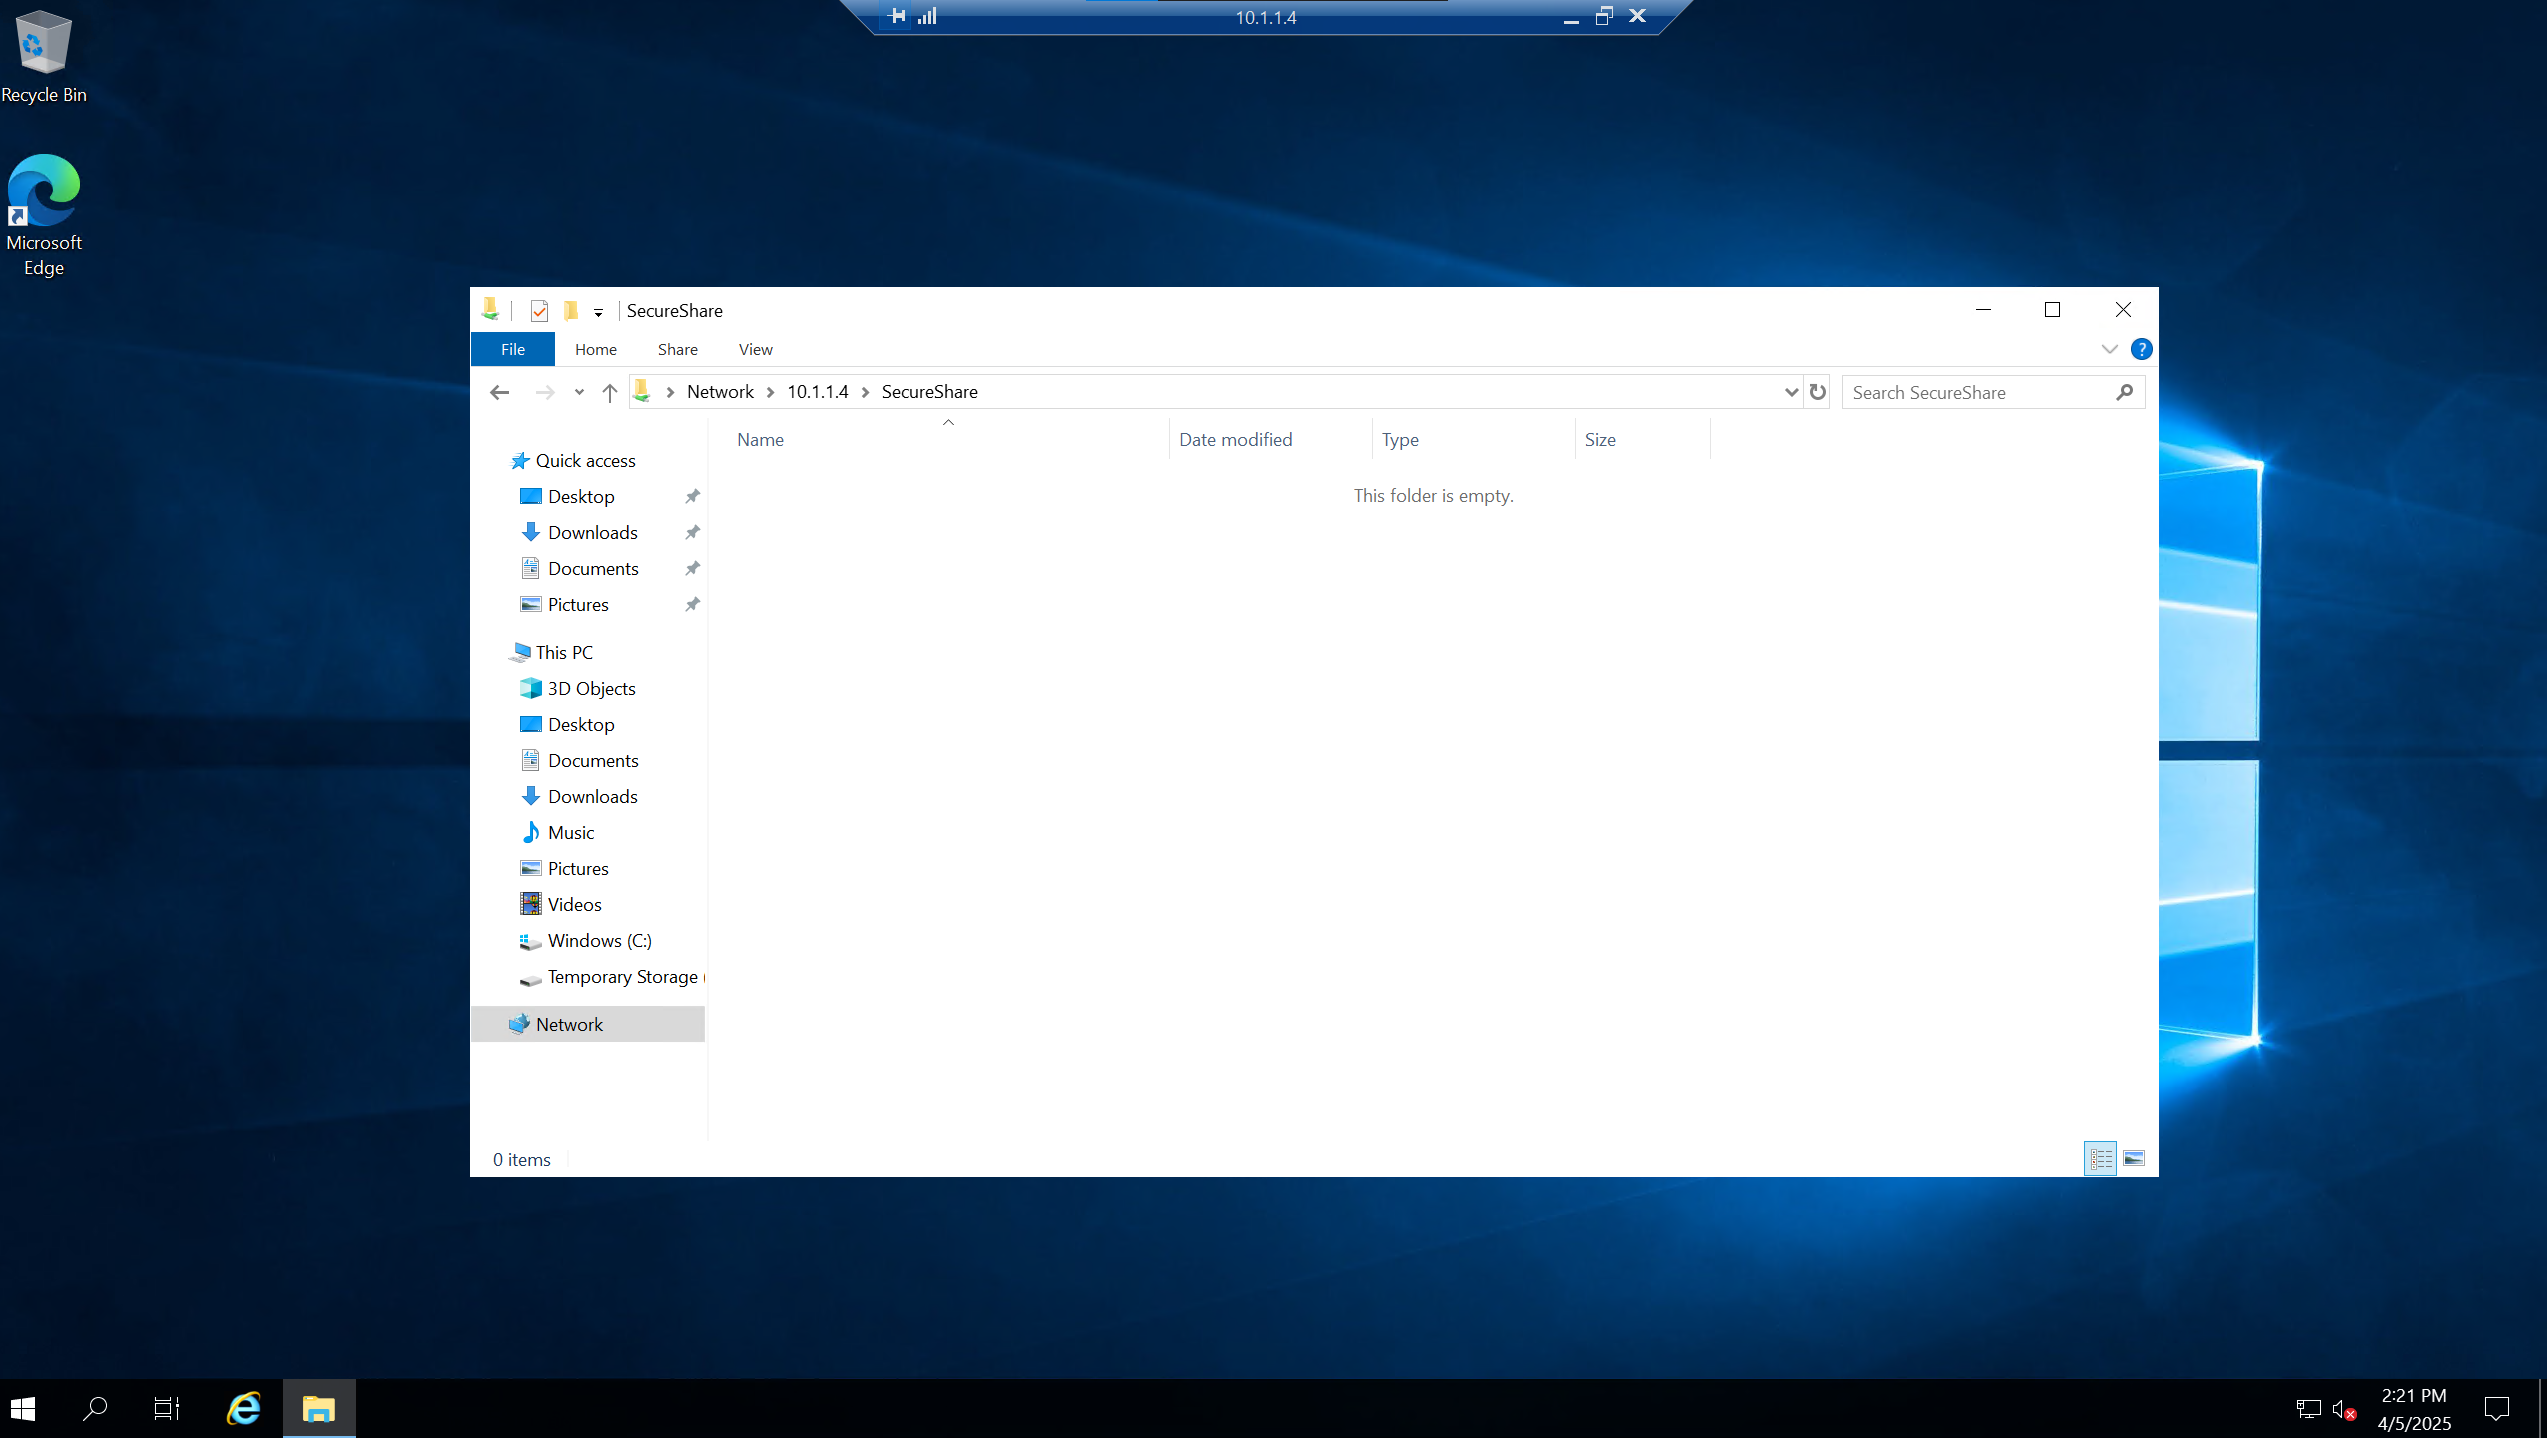 10.1.1.4
Recycle Bin
Microsoft
Edge
SecureShare
File Home Share View
?
Network 10.1.1.4 SecureShare
Search SecureShare
Name Date modified Type Size
This folder is empty.
Quick access
Desktop
Downloads
Documents
Pictures
This PC
3D Objects
Desktop
Documents
Downloads
Music
Pictures
Videos
Windows (C:)
Temporary Storage (
Network
0 items
2:21 PM
4/5/2025